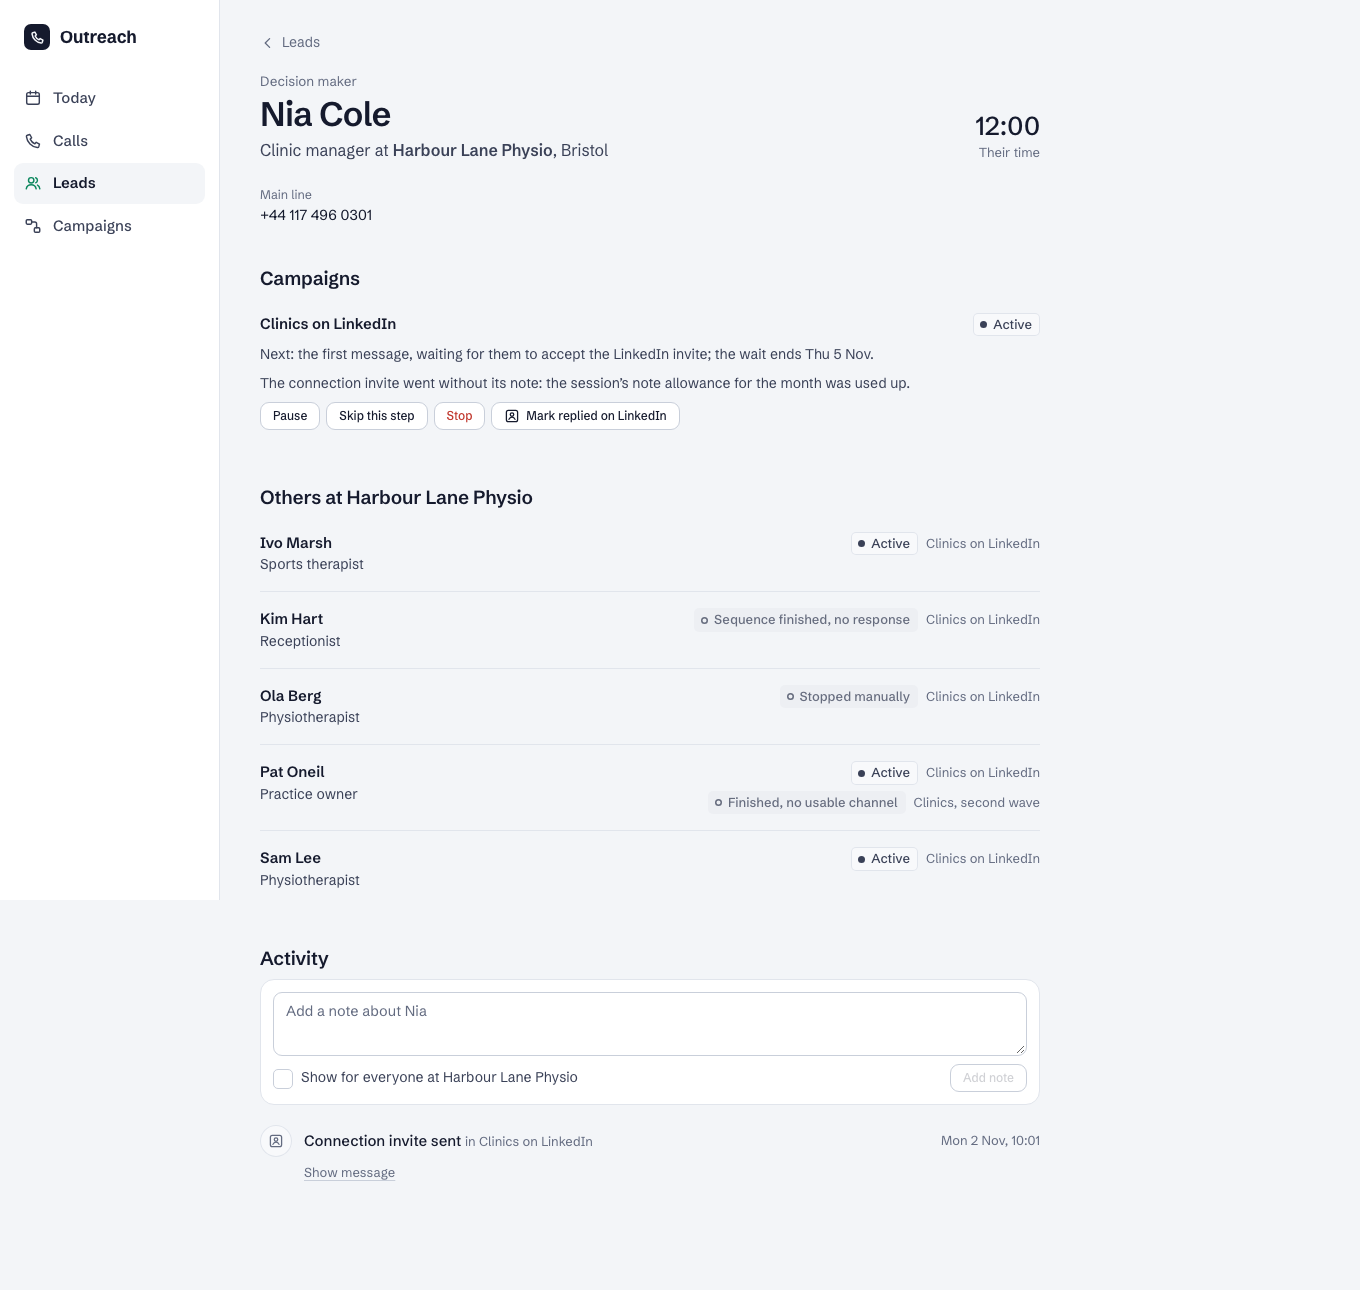 Outreach
Today
Calls
Leads
Campaigns
Leads
Decision maker
Nia Cole
Clinic manager at Harbour Lane Physio, Bristol
12:00
Their time
Main line
+44 117 496 0301
Campaigns
Clinics on LinkedIn
Active
Next: the first message, waiting for them to accept the LinkedIn invite; the wait ends Thu 5 Nov.
The connection invite went without its note: the session's note allowance for the month was used up.
Pause
Skip this step
Stop
Mark replied on LinkedIn
Others at Harbour Lane Physio
Ivo Marsh
Active
Clinics on LinkedIn
Sports therapist
Kim Hart
Sequence finished, no response
Clinics on LinkedIn
Receptionist
Ola Berg
Stopped manually
Clinics on LinkedIn
Physiotherapist
Pat Oneil
Active
Clinics on LinkedIn
Practice owner
Finished, no usable channel
Clinics, second wave
Sam Lee
Active
Clinics on LinkedIn
Physiotherapist
Activity
Add a note about Nia
Show for everyone at Harbour Lane Physio
Add note
Connection invite sent in Clinics on LinkedIn
Mon 2 Nov, 10:01
Show message